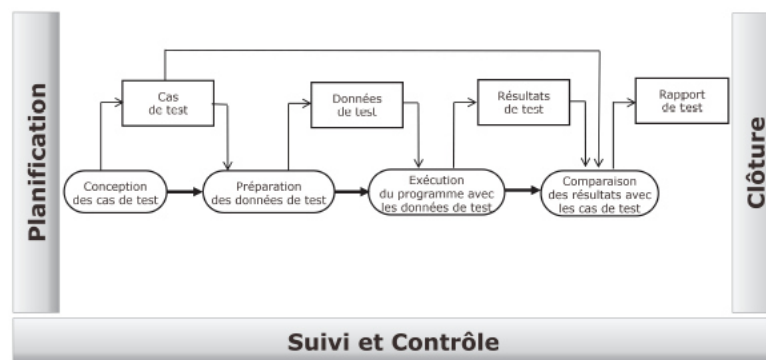 Planification
Cas
de test
Données
de test
Résultats
de test
Rapport
de test
Conception
des cas de test
Préparation
des données de test
Exécution
du programme avec
les données de test
Comparaison
des résultats avec
les cas de test
Clôture
Suivi et Contrôle